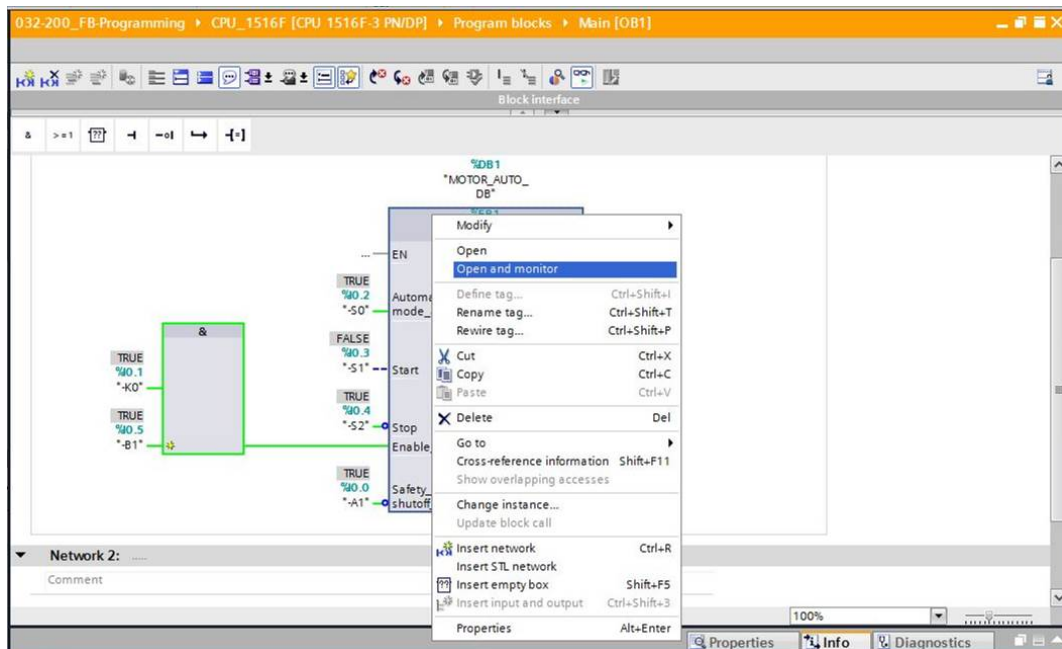 032-200_FB-Programming ▸ CPU_1516F [CPU 1516F-3 PN/DP] ▸ Program blocks ▸ Main [OB1]
Block interface
& >=1 ??
%DB1
"MOTOR_AUTO_
DB"
%FB1
... EN
TRUE
%I0.2
"-S0"
Automa
mode_
FALSE
%I0.3
"-S1"
Start
TRUE
%I0.4
"-S2"
Stop
Enable_
TRUE
%I0.0
"-A1"
Safety_
shutoff_
&
TRUE
%I0.1
"-K0"
TRUE
%I0.5
"-B1"
Modify
Open
Open and monitor
Define tag... Ctrl+Shift+I
Rename tag... Ctrl+Shift+T
Rewire tag... Ctrl+Shift+P
Cut Ctrl+X
Copy Ctrl+C
Paste Ctrl+V
Delete Del
Go to
Cross-reference information Shift+F11
Show overlapping accesses
Change instance...
Update block call
Insert network Ctrl+R
Insert STL network
?? Insert empty box Shift+F5
Insert input and output Ctrl+Shift+3
Properties Alt+Enter
Network 2: .....
Comment
100%
Properties Info Diagnostics